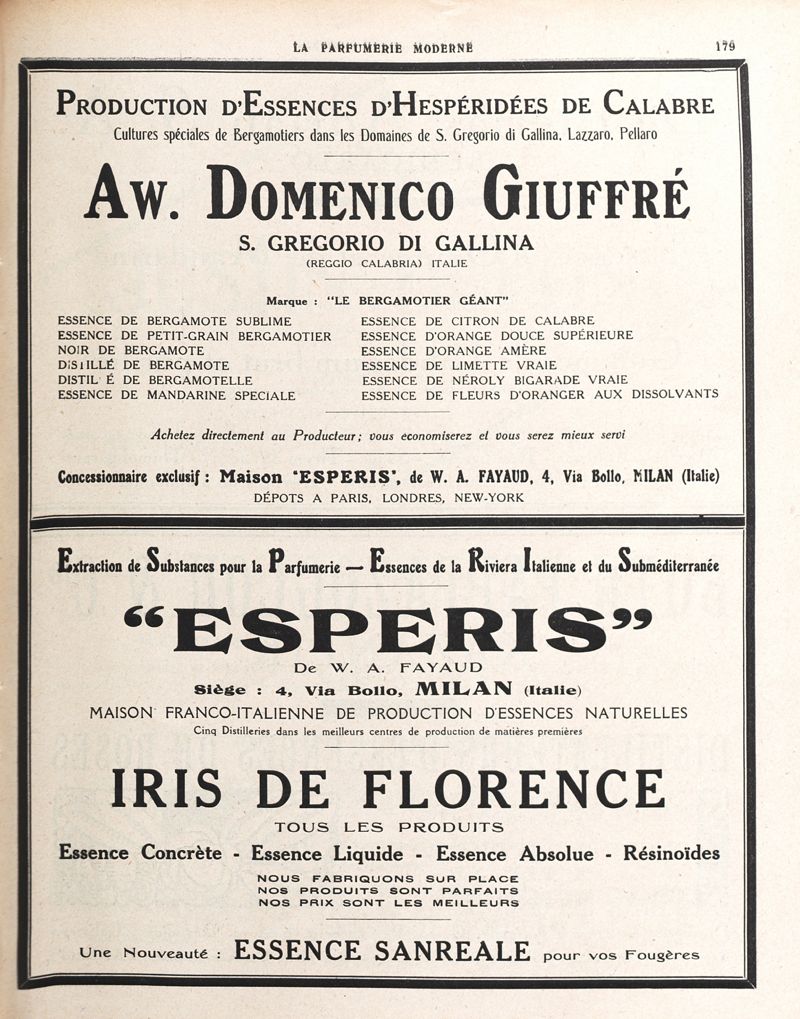 LA PARFUMERIE MODERNE
179
PRODUCTION D'ESSENCES D'HESPÉRIDÉES DE CALABRE
Cultures spéciales de Bergamotiers dans les Domaines de S. Gregorio di Gallina, Lazzaro, Pellaro
AW. DOMENICO GIUFFRÉ
S. GREGORIO DI GALLINA
(REGGIO CALABRIA) ITALIE
Marque : "LE BERGAMOTIER GÉANT"
ESSENCE DE BERGAMOTE SUBLIME
ESSENCE DE PETIT-GRAIN BERGAMOTIER
NOIR DE BERGAMOTE
DISTILLÉ DE BERGAMOTE
DISTIL É DE BERGAMOTELLE
ESSENCE DE MANDARINE SPECIALE
ESSENCE DE CITRON DE CALABRE
ESSENCE D'ORANGE DOUCE SUPÉRIEURE
ESSENCE D'ORANGE AMÈRE
ESSENCE DE LIMETTE VRAIE
ESSENCE DE NÉROLY BIGARADE VRAIE
ESSENCE DE FLEURS D'ORANGER AUX DISSOLVANTS
Achetez directement au Producteur ; vous économiserez et vous serez mieux servi
Concessionnaire exclusif : Maison "ESPERIS", de W. A. FAYAUD, 4, Via Bollo, MILAN (Italie)
DÉPOTS A PARIS, LONDRES, NEW-YORK
Extraction de Substances pour la Parfumerie — Essences de la Riviera Italienne et du Subméditerranée
"ESPERIS"
De W. A. FAYAUD
Siège : 4, Via Bollo, MILAN (Italie)
MAISON FRANCO-ITALIENNE DE PRODUCTION D'ESSENCES NATURELLES
Cinq Distilleries dans les meilleurs centres de production de matières premières
IRIS DE FLORENCE
TOUS LES PRODUITS
Essence Concrète - Essence Liquide - Essence Absolue - Résinoïdes
NOUS FABRIQUONS SUR PLACE
NOS PRODUITS SONT PARFAITS
NOS PRIX SONT LES MEILLEURS
Une Nouveauté : ESSENCE SANREALE pour vos Fougères